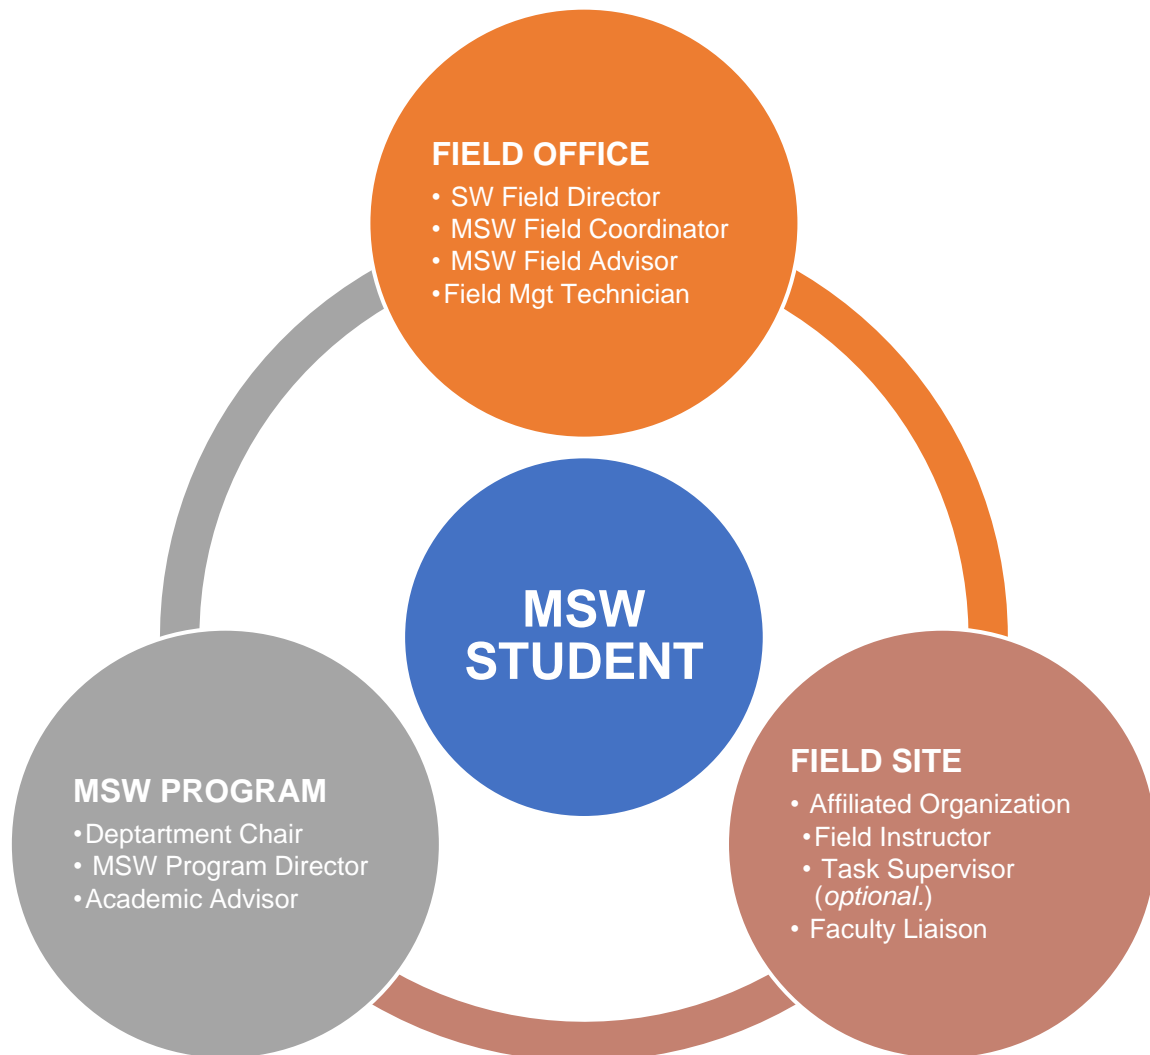 FIELD OFFICE
• SW Field Director
• MSW Field Coordinator
• MSW Field Advisor
•Field Mgt Technician
MSW
STUDENT
MSW PROGRAM
•Deptartment Chair
• MSW Program Director
•Academic Advisor
FIELD SITE
• Affiliated Organization
•Field Instructor
• Task Supervisor
(optional.)
• Faculty Liaison